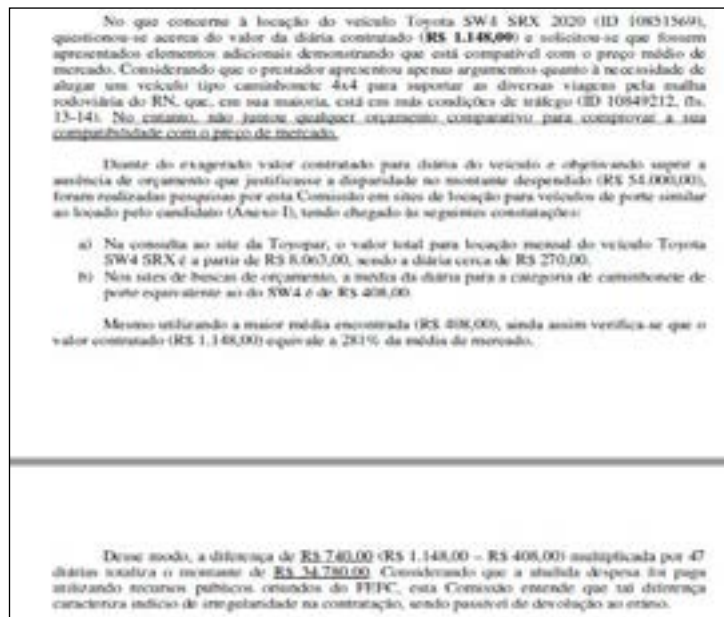 No que concerne à locação do veículo Toyota SW4 SRX 2020 (ID 10851569),
questionou-se acerca do valor da diária contratado (R$ 1.148,00) e solicitou-se que fossem
apresentados elementos adicionais demonstrando que está compatível com o preço médio de
mercado. Considerando que o prestador apresentou apenas argumentos quanto à necessidade de
alugar um veículo tipo caminhonete 4x4 para suportar as diversas viagens pela malha
rodoviária do RN, que, em sua maioria, está em más condições de tráfego (ID 10849212, fls.
13-14). No entanto, não juntou qualquer orçamento comparativo para comprovar a sua
compatibilidade com o preço de mercado.
Diante do exagerado valor contratado para diária do veículo e objetivando suprir a
ausência de orçamento que justificasse a disparidade no montante despendido (R$ 54.000,00),
foram realizadas pesquisas por esta Comissão em sites de locação para veículos de porte similar
ao locado pelo candidato (Anexo I), tendo chegado às seguintes constatações:
a) Na consulta ao site da Toyopar, o valor total para locação mensal do veículo Toyota
SW4 SRX é a partir de R$ 8.063,00, sendo a diária cerca de R$ 270,00.
b) Nos sites de buscas de orçamento, a média da diária para a categoria de caminhonete de
porte equivalente ao do SW4 é de R$ 408,00.
Mesmo utilizando a maior média encontrada (R$ 408,00), ainda assim verifica-se que o
valor contratado (R$ 1.148,00) equivale a 281% da média de mercado.
Desse modo, a diferença de R$ 740,00 (R$ 1.148,00 – R$ 408,00) multiplicada por 47
diárias totaliza o montante de R$ 34.780,00. Considerando que a aludida despesa foi paga
utilizando recursos públicos oriundos do FEFC, esta Comissão entende que tal diferença
caracteriza indício de irregularidade na contratação, sendo passível de devolução ao erário.